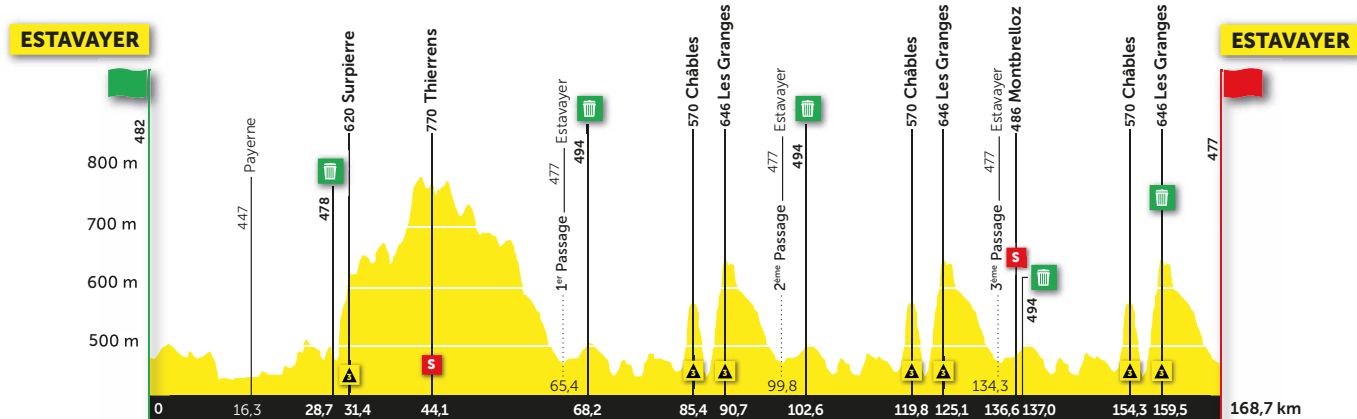 ESTAVAYER
482
447 Payerne
478
620 Surpierre
770 Thierrens
1er Passage 477 Estavayer
494
570 Châbles
646 Les Granges
2ème Passage 477 Estavayer
494
570 Châbles
646 Les Granges
3ème Passage 477 Estavayer
486 Montbrelloz
494
570 Châbles
646 Les Granges
ESTAVAYER
477
800 m
700 m
600 m
500 m
S
S
3
3
3
3
3
3
3
65,4
99,8
134,3
0 16,3 28,7 31,4 44,1 68,2 85,4 90,7 102,6 119,8 125,1 136,6 137,0 154,3 159,5 168,7 km